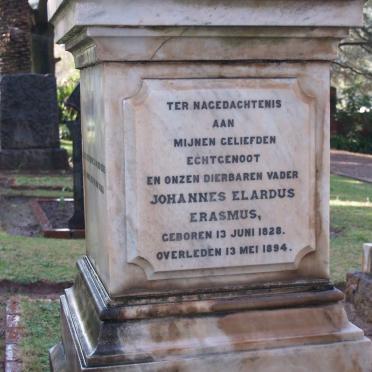 TER NAGEDACHTENIS
AAN
MIJNEN GELIEFDEN
ECHTGENOOT
EN ONZEN DIERBAREN VADER
JOHANNES ELARDUS
ERASMUS,
GEBOREN 13 JUNI 1828.
OVERLEDEN 13 MEI 1894.